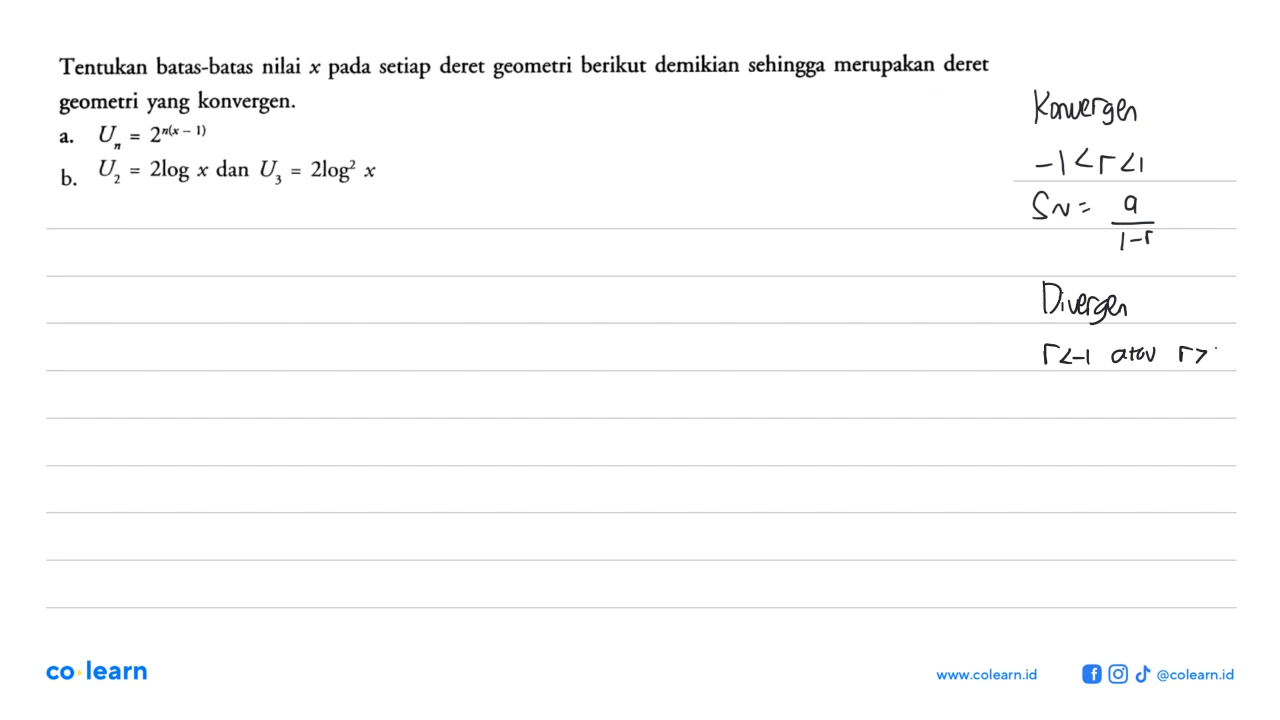 Tentukan batas-batas nilai x pada setiap deret geometri berikut demikian sehingga merupakan deret
geometri yang konvergen.
a. Uₙ = 2ⁿ⁽ˣ ⁻ ¹⁾
b. U₂ = 2log x dan U₃ = 2log² x
Konvergen
-1 < r < 1
SN = a/1-r
Divergen
r < -1 atau r >
co learn
www.colearn.id
@colearn.id